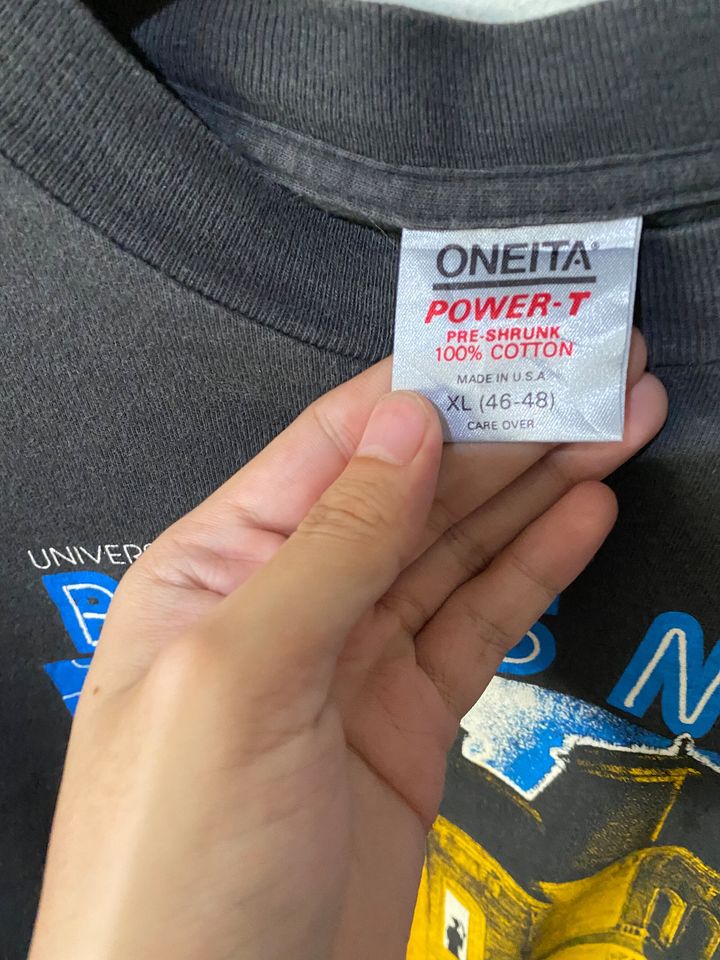 ONEITA®
POWER-T
PRE-SHRUNK
100% COTTON
MADE IN U.S.A.
XL (46-48)
CARE OVER